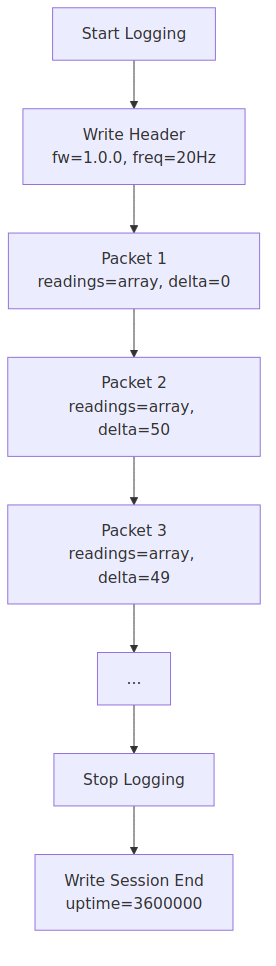 Start Logging
Write Header
fw=1.0.0, freq=20Hz
Packet 1
readings=array, delta=0
Packet 2
readings=array,
delta=50
Packet 3
readings=array,
delta=49
...
Stop Logging
Write Session End
uptime=3600000